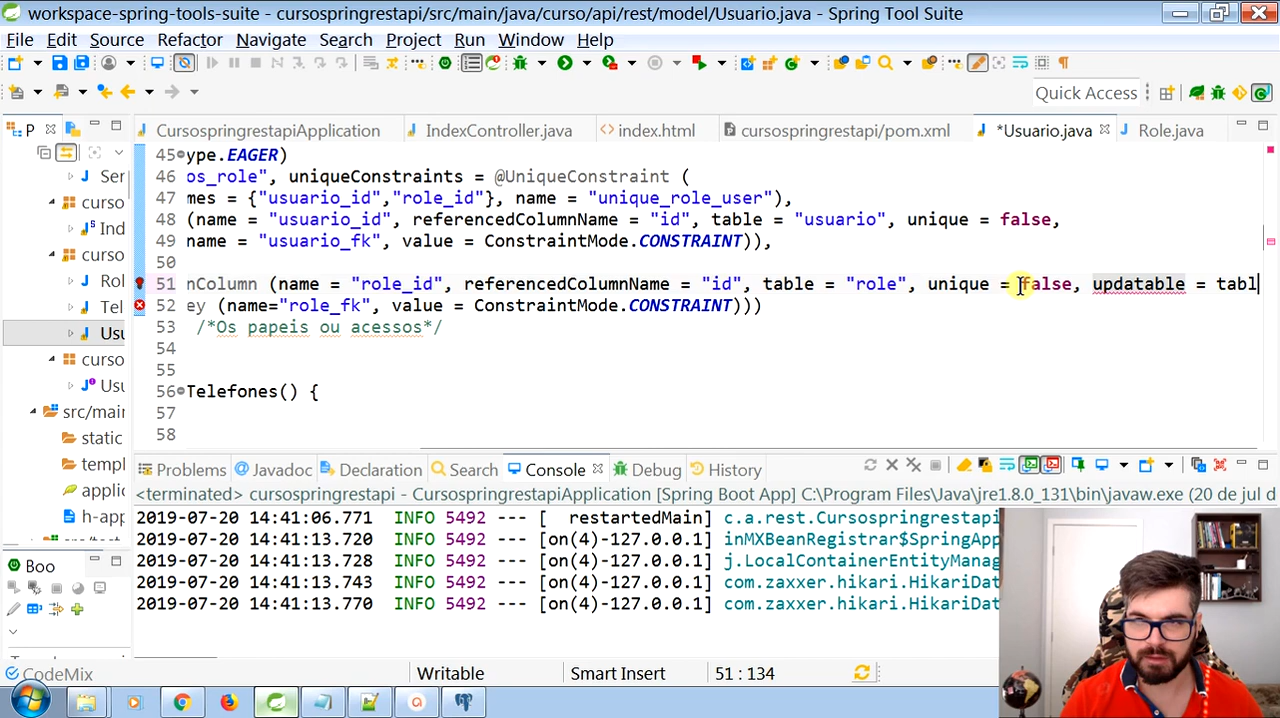 workspace-spring-tools-suite - cursospringrestapi/src/main/java/curso/api/rest/model/Usuario.java - Spring Tool Suite
File Edit Source Refactor Navigate Search Project Run Window Help
Quick Access
P CursospringrestapiApplication IndexController.java index.html cursospringrestapi/pom.xml *Usuario.java Role.java
Ser
curso
Ind
curso
Rol
Tel
Usu
curso
Usu
src/main
static
templ
applic
h-app
45 ype.EAGER)
46 os_role", uniqueConstraints = @UniqueConstraint (
47 mes = {"usuario_id","role_id"}, name = "unique_role_user"),
48 (name = "usuario_id", referencedColumnName = "id", table = "usuario", unique = false,
49 name = "usuario_fk", value = ConstraintMode.CONSTRAINT)),
50
51 nColumn (name = "role_id", referencedColumnName = "id", table = "role", unique = false, updatable = tabl
52 ey (name="role_fk", value = ConstraintMode.CONSTRAINT)))
53 /*Os papeis ou acessos*/
54
55
56 Telefones() {
57
58
Problems Javadoc Declaration Search Console Debug History
<terminated> cursospringrestapi - CursospringrestapiApplication [Spring Boot App] C:\Program Files\Java\jre1.8.0_131\bin\javaw.exe (20 de jul d
2019-07-20 14:41:06.771 INFO 5492 --- [ restartedMain] c.a.rest.Cursospringrestapi
2019-07-20 14:41:13.720 INFO 5492 --- [on(4)-127.0.0.1] inMXBeanRegistrar$SpringApp
2019-07-20 14:41:13.728 INFO 5492 --- [on(4)-127.0.0.1] j.LocalContainerEntityManag
2019-07-20 14:41:13.743 INFO 5492 --- [on(4)-127.0.0.1] com.zaxxer.hikari.HikariDat
2019-07-20 14:41:13.770 INFO 5492 --- [on(4)-127.0.0.1] com.zaxxer.hikari.HikariDat
Boo
CodeMix Writable Smart Insert 51 : 134